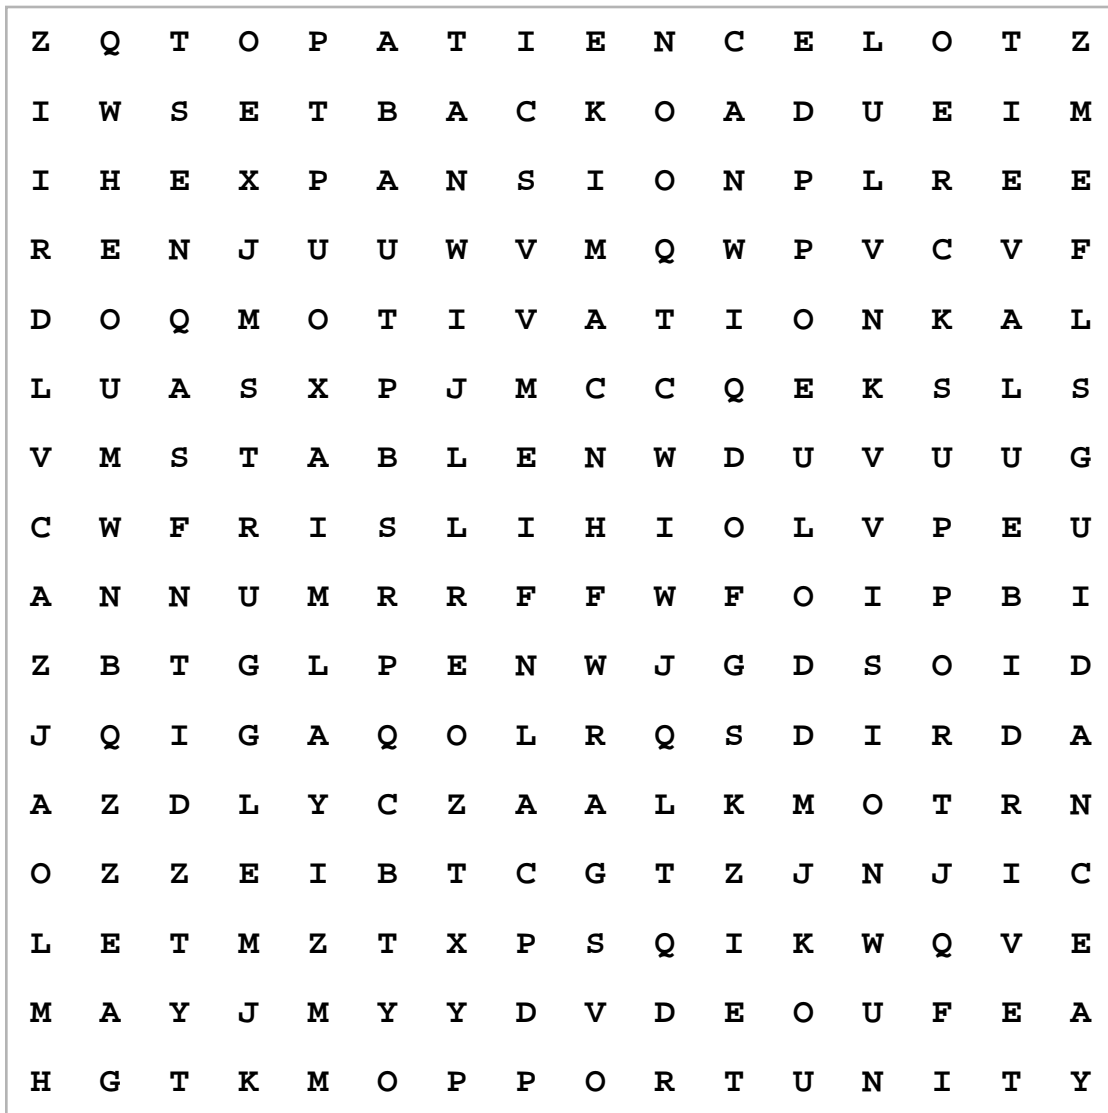 Z Q T O P A T I E N C E L O T Z
I W S E T B A C K O A D U E I M
I H E X P A N S I O N P L R E E
R E N J U U W V M Q W P V C V F
D O Q M O T I V A T I O N K A L
L U A S X P J M C C Q E K S L S
V M S T A B L E N W D U V U U G
C W F R I S L I H I O L V P E U
A N N U M R R F F W F O I P B I
Z B T G L P E N W J G D S O I D
J Q I G A Q O L R Q S D I R D A
A Z D L Y C Z A A L K M O T R N
O Z Z E I B T C G T Z J N J I C
L E T M Z T X P S Q I K W Q V E
M A Y J M Y Y D V D E O U F E A
H G T K M O P P O R T U N I T Y